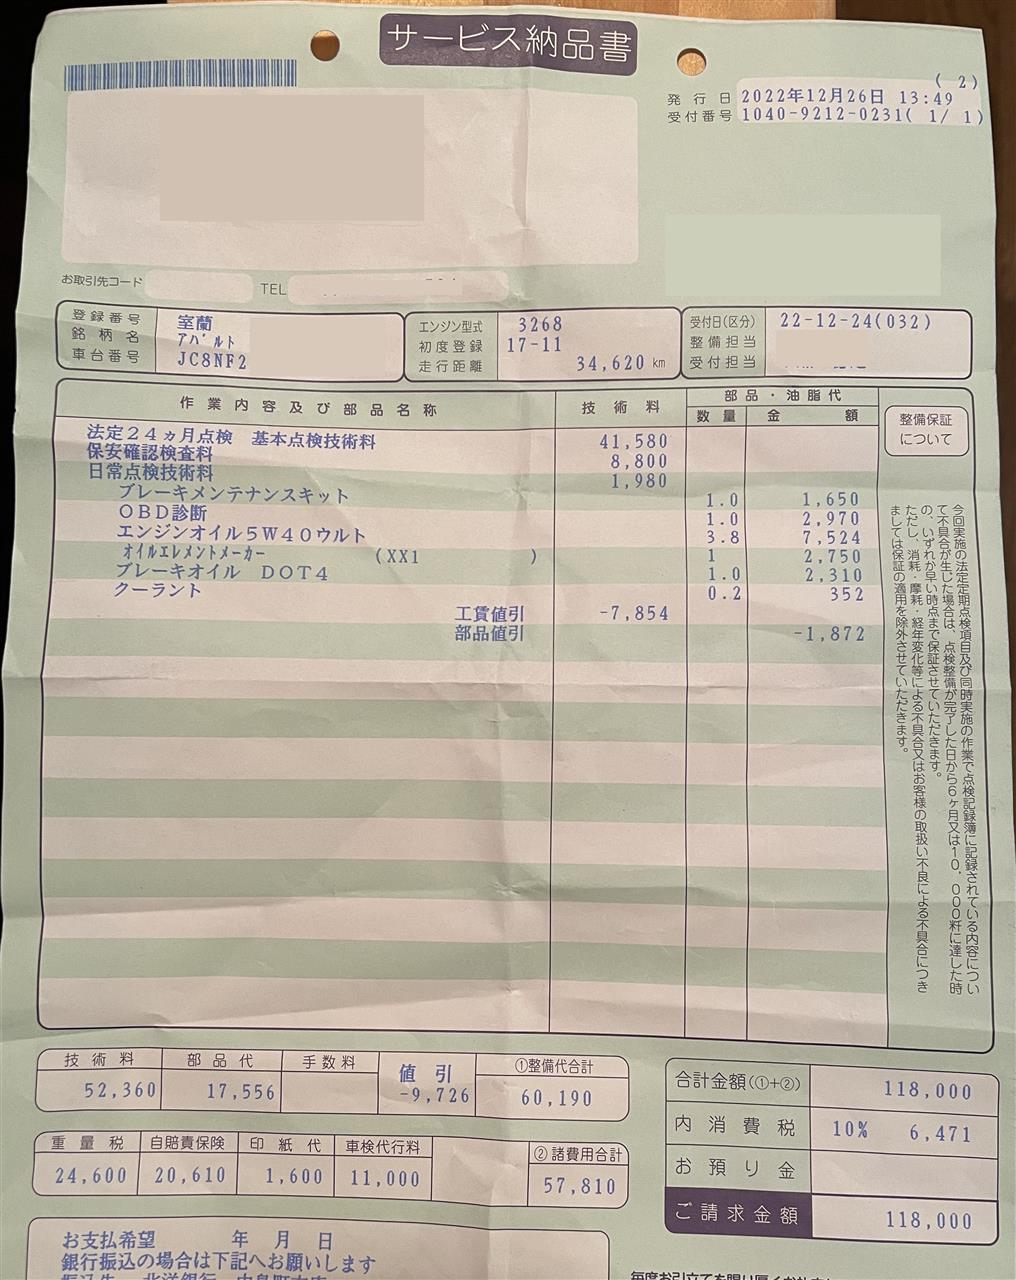 サービス納品書
( 2)
発行日 2022年12月26日 13:49
受付番号 1040-9212-0231( 1/ 1)
お取引先コード TEL
登録番号 室蘭
銘柄名 アバルト
車台番号 JC8NF2
エンジン型式 3268
初度登録 17-11
走行距離 34,620 km
受付日(区分) 22-12-24(032)
整備担当
受付担当
作業内容及び部品名称 技術料 部品・油脂代
数量 金額
法定24ヵ月点検 基本点検技術料 41,580
保安確認検査料 8,800
日常点検技術料 1,980
ブレーキメンテナンスキット 1.0 1,650
OBD診断 1.0 2,970
エンジンオイル5W40ウルト 3.8 7,524
オイルエレメントメーカー (XX1 ) 1 2,750
ブレーキオイル DOT4 1.0 2,310
クーラント 0.2 352
工賃値引 -7,854
部品値引 -1,872
整備保証
について
今回実施の法定定期点検項目及び同時実施の作業で点検記録簿に記録されている内容につい
て不具合が生じた場合は、点検整備が完了した日から6ヶ月又は10,000粁に達した時
の、いずれか早い時点まで保証させていただきます。
ただし、消耗・摩耗・経年変化等による不具合又はお客様の取扱い不良による不具合につき
ましては保証の適用を除外させていただきます。
技術料 部品代 手数料 値引 ①整備代合計
52,360 17,556 -9,726 60,190
重量税 自賠責保険 印紙代 車検代行料 ②諸費用合計
24,600 20,610 1,600 11,000 57,810
合計金額(①+②) 118,000
内消費税 10% 6,471
お預り金
ご請求金額 118,000
お支払希望 年 月 日
銀行振込の場合は下記へお願いします